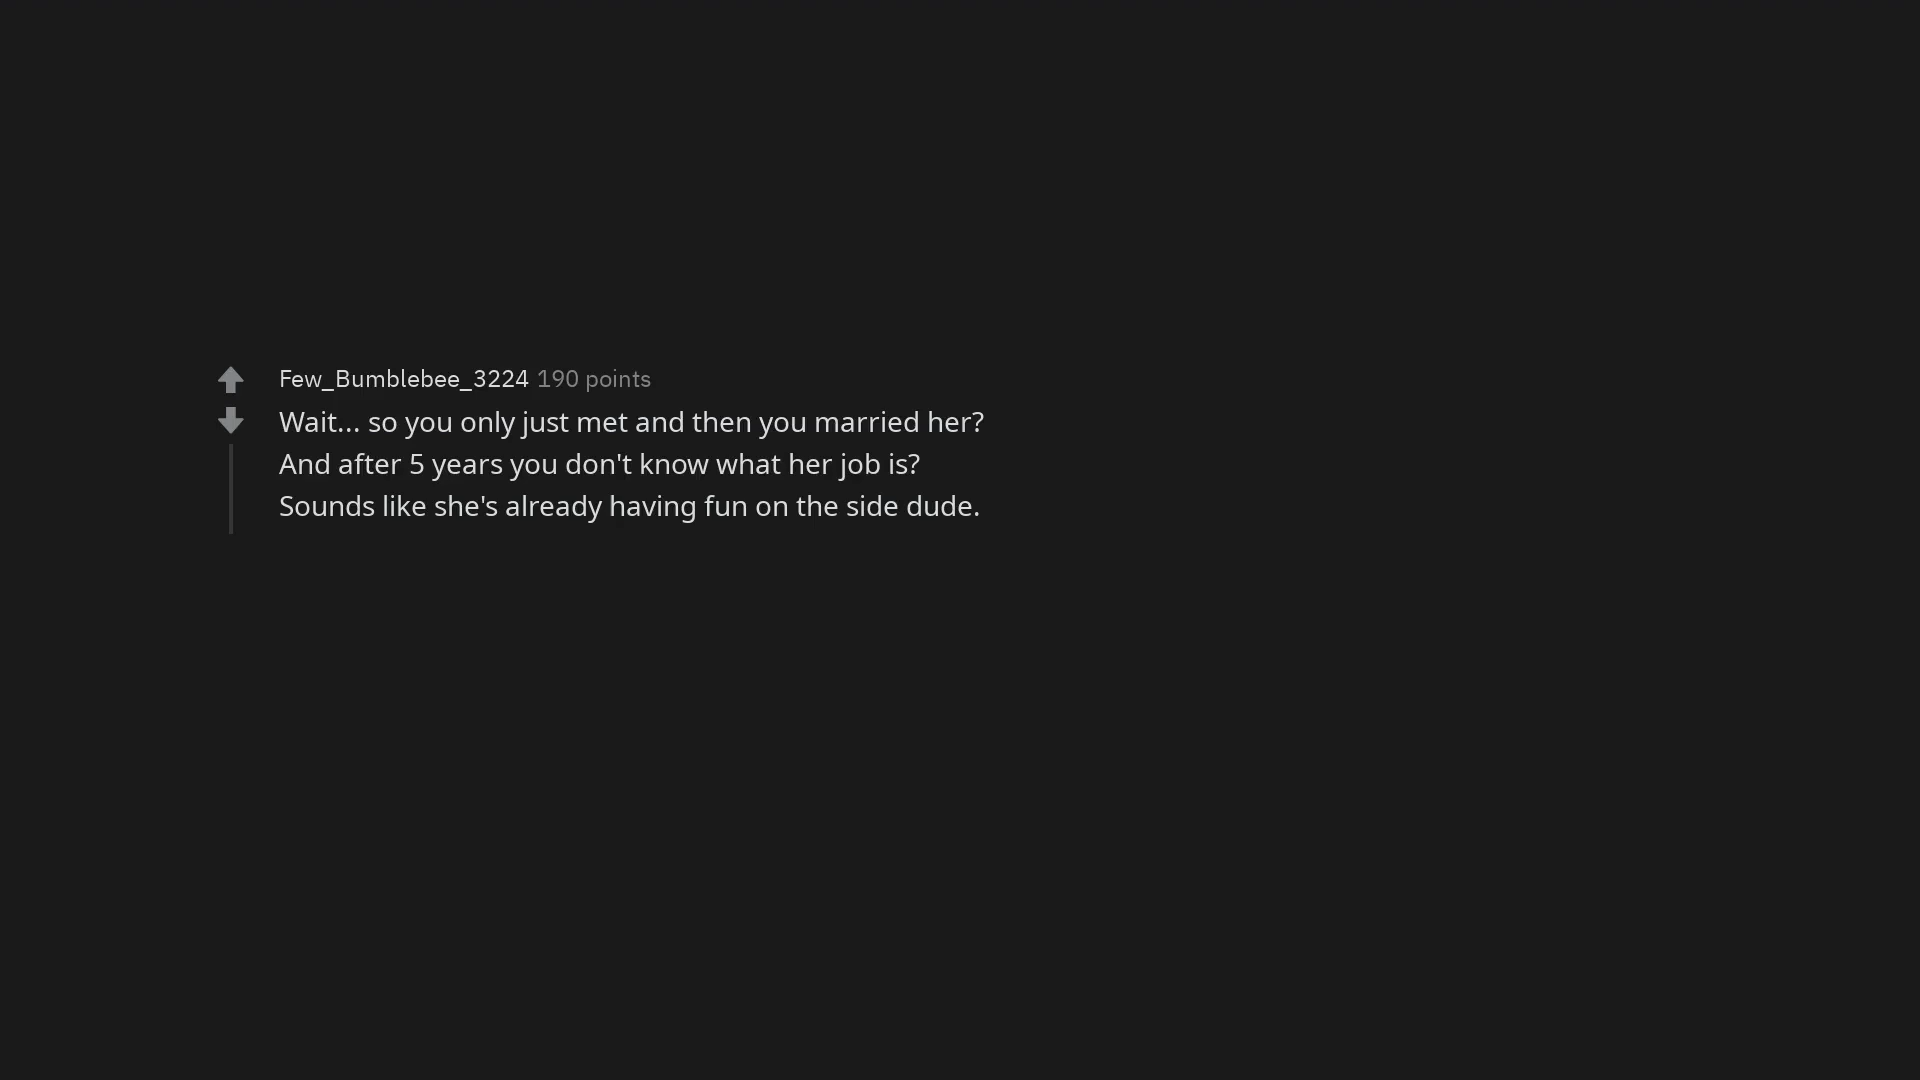 Few_Bumblebee_3224 190 points
Wait... so you only just met and then you married her?
And after 5 years you don't know what her job is?
Sounds like she's already having fun on the side dude.